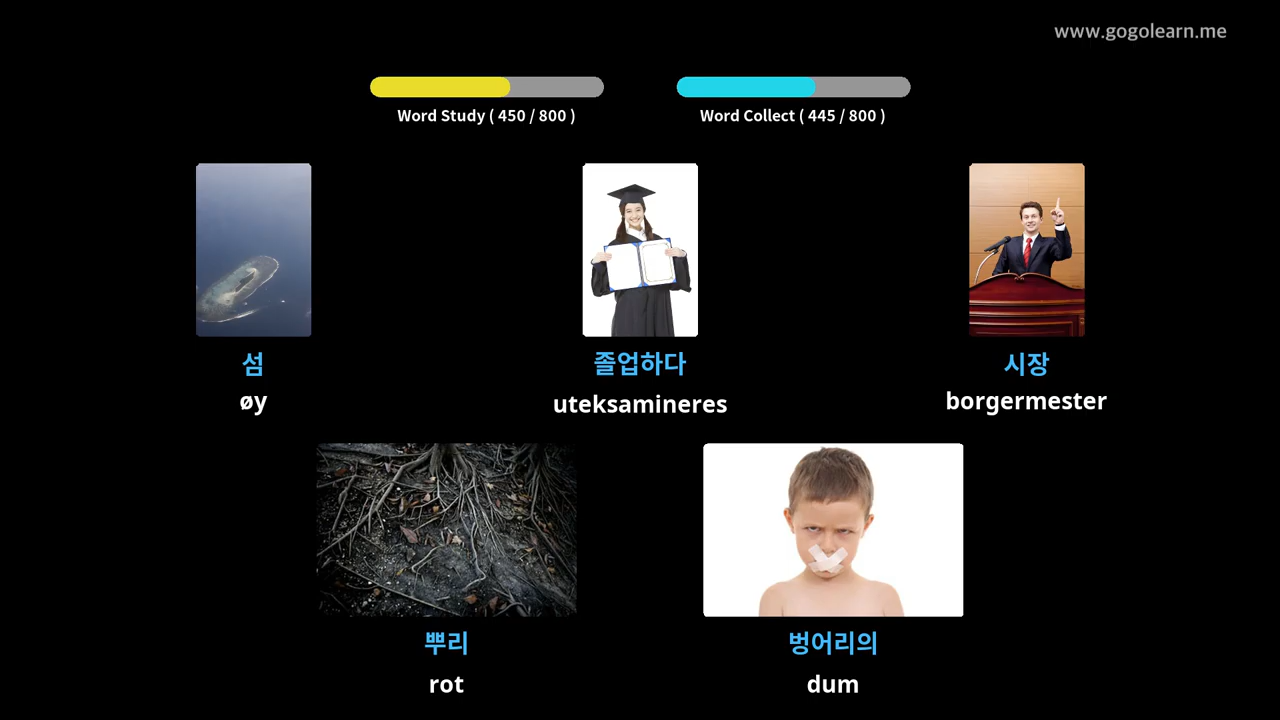 www.gogolearn.me
Word Study ( 450 / 800 )
Word Collect ( 445 / 800 )
섬
øy
졸업하다
uteksamineres
시장
borgermester
뿌리
rot
벙어리의
dum